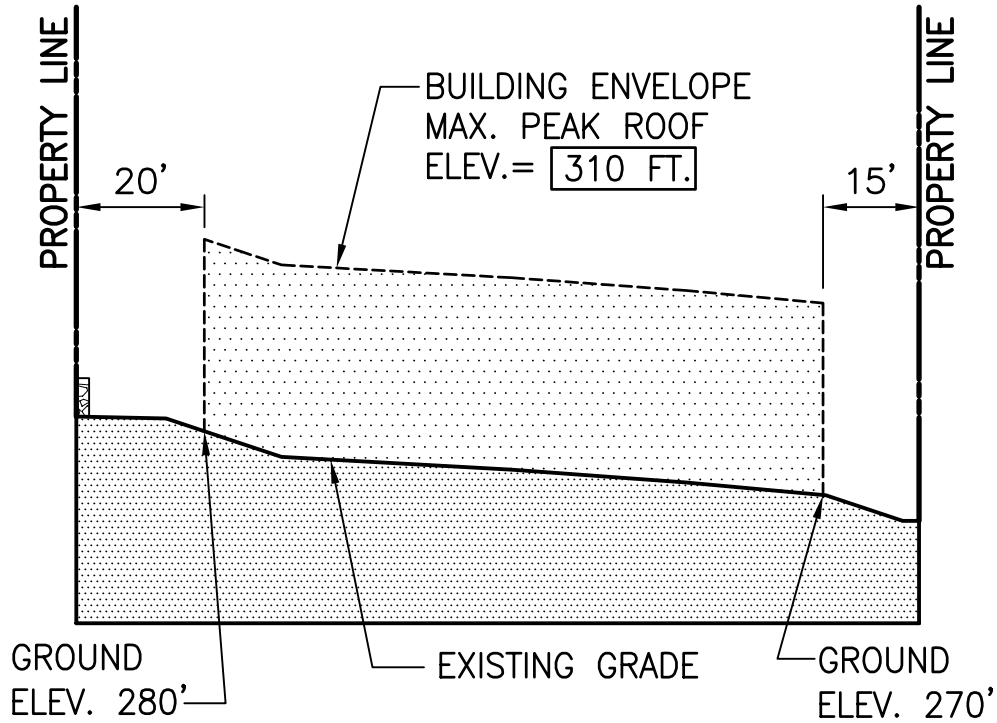 PROPERTY LINE
PROPERTY LINE
BUILDING ENVELOPE
MAX. PEAK ROOF
ELEV.= 310 FT.
20'
15'
GROUND
ELEV. 280'
EXISTING GRADE
GROUND
ELEV. 270'